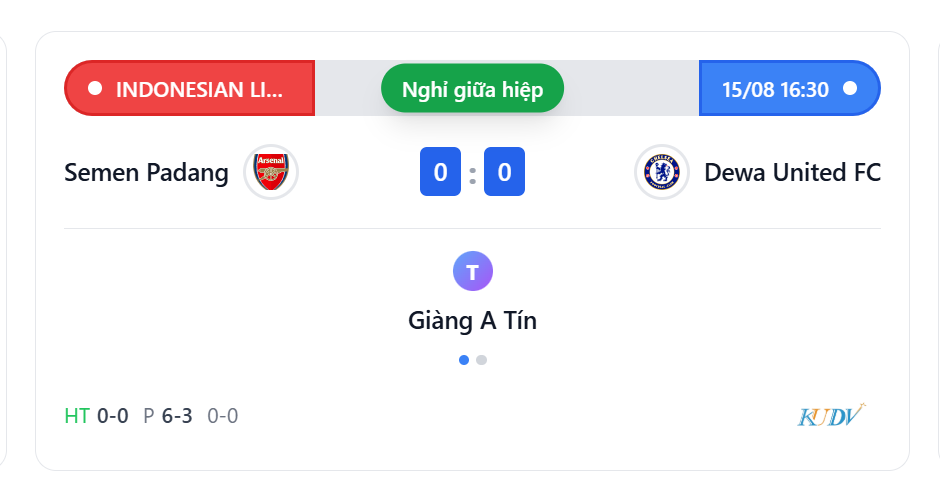 INDONESIAN LI...
Nghỉ giữa hiệp
15/08 16:30
Semen Padang
Arsenal
0 : 0
CHELSEA
Dewa United FC
T
Giàng A Tín
HT 0-0 P 6-3 0-0
KUDV